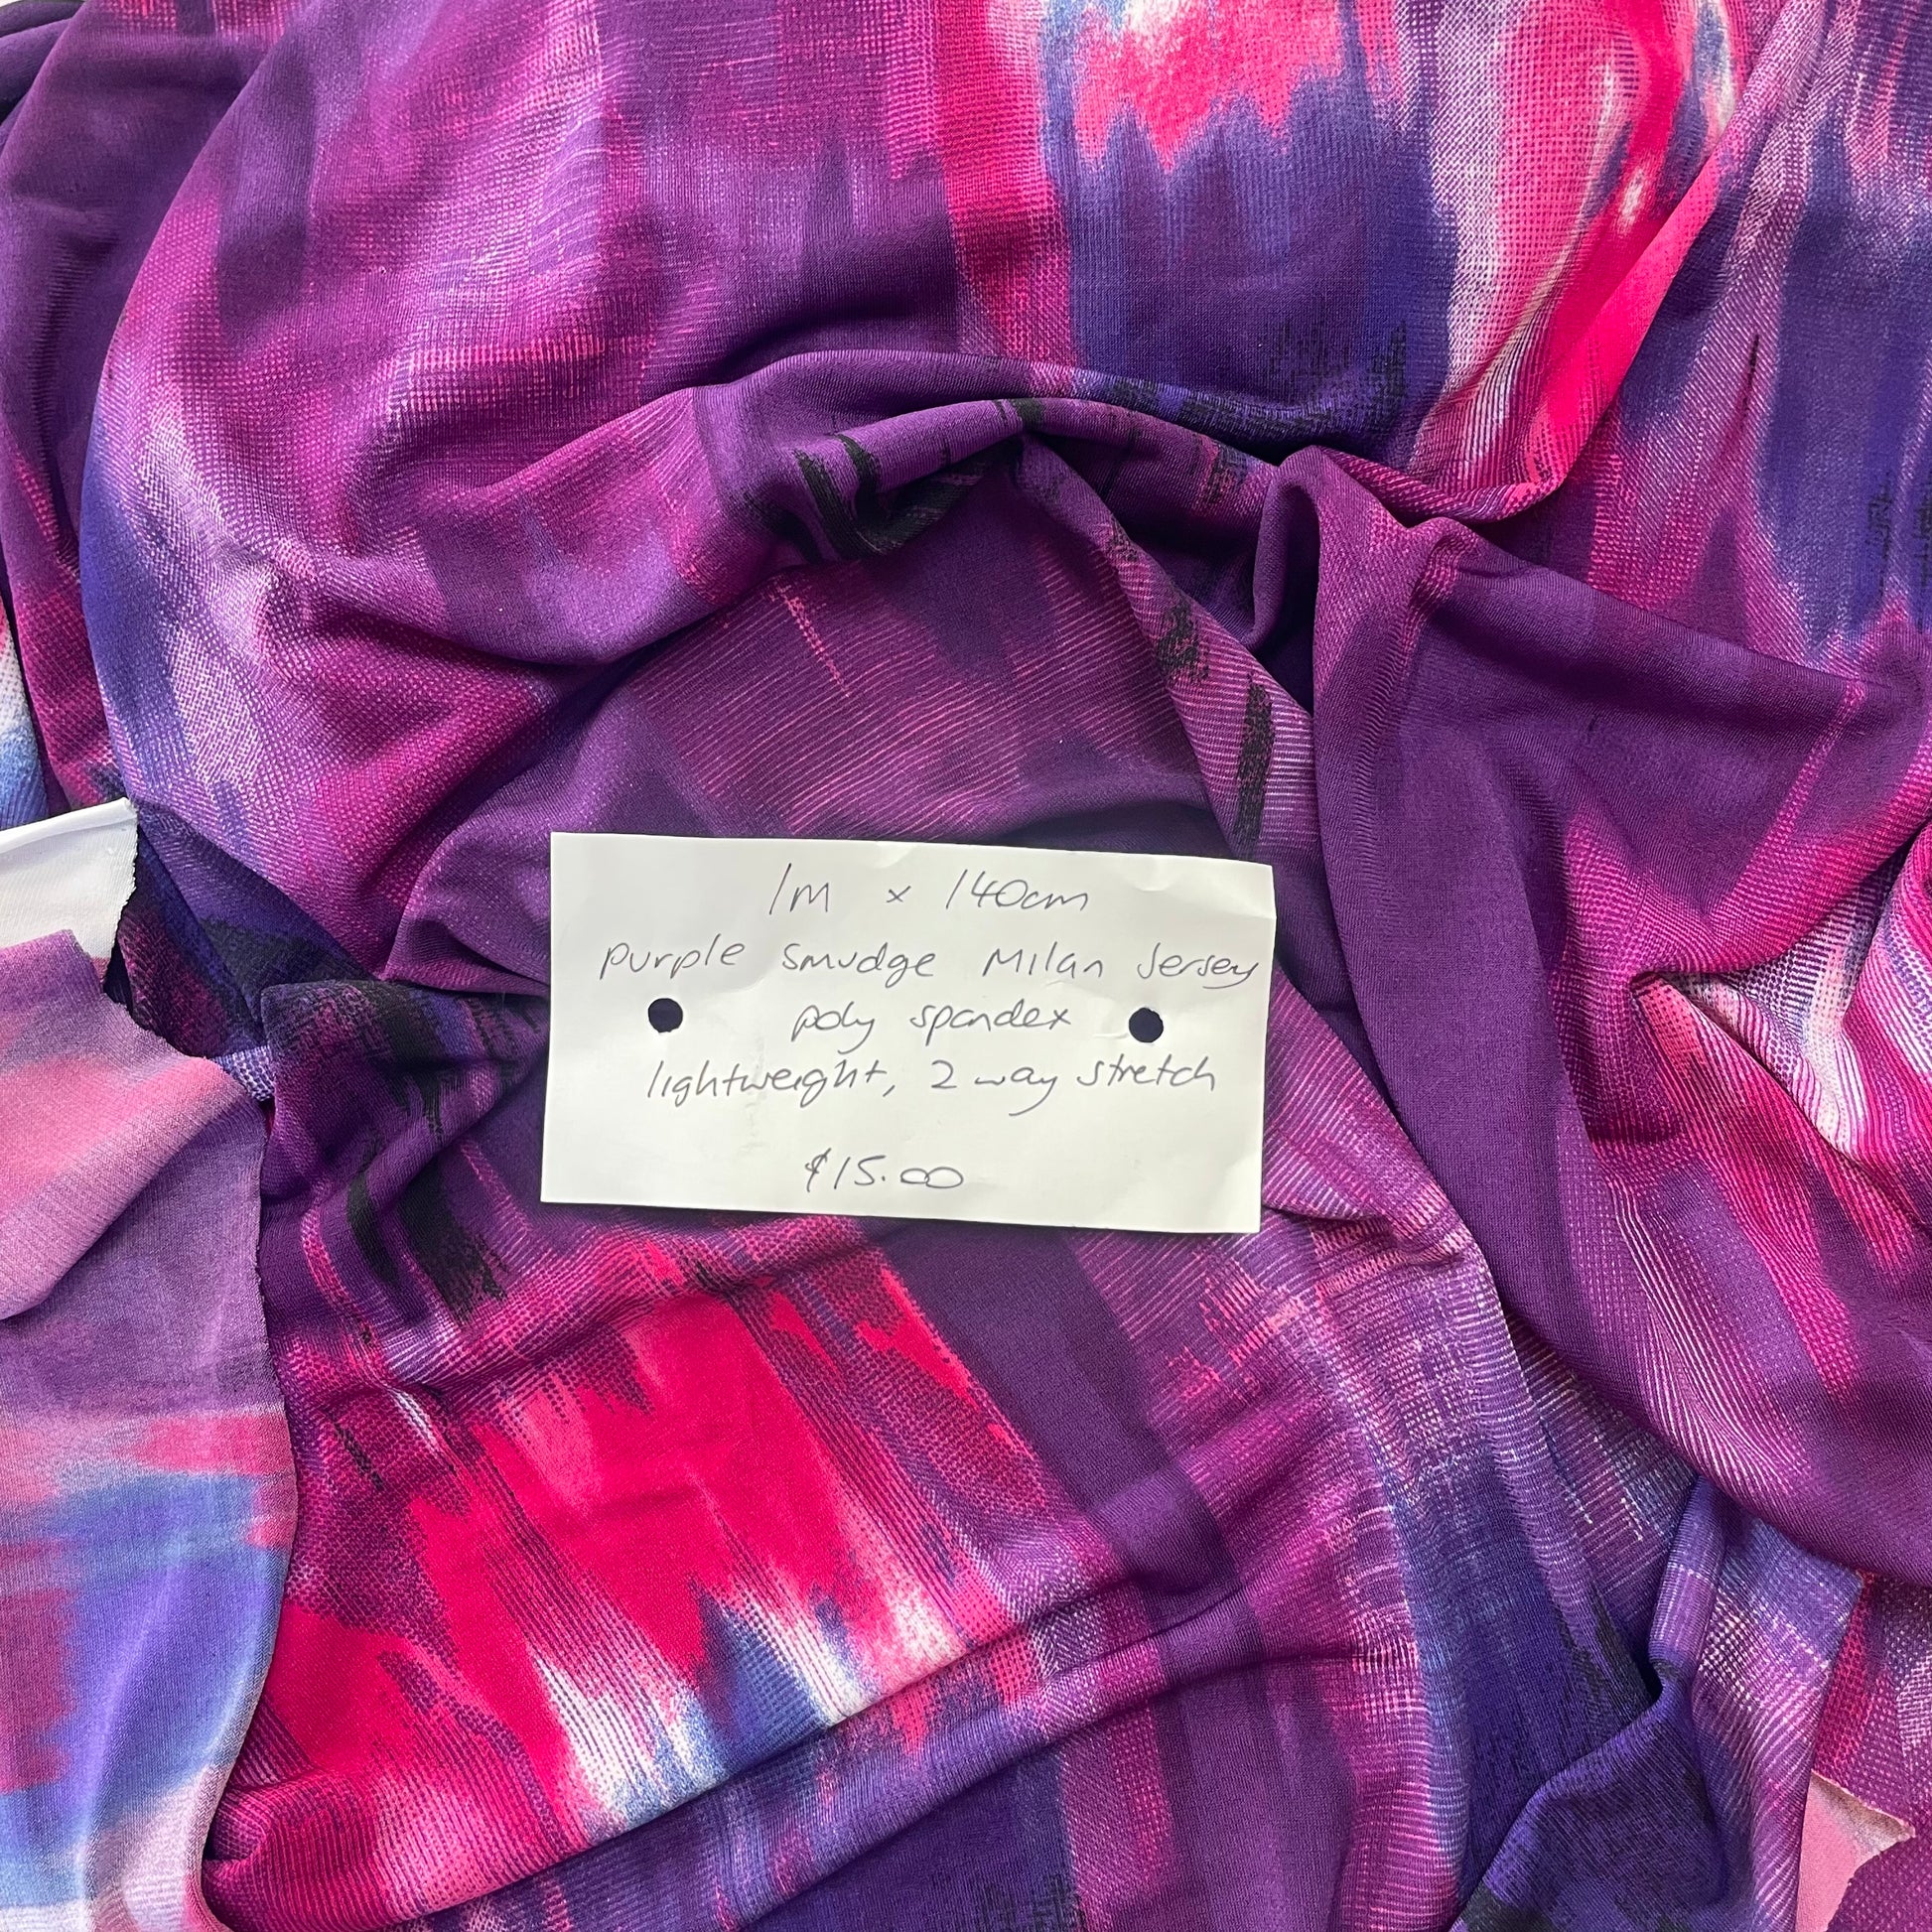 1m x 140cm
purple smudge Milan Jersey
poly spandex
lightweight, 2 way stretch
$15.00